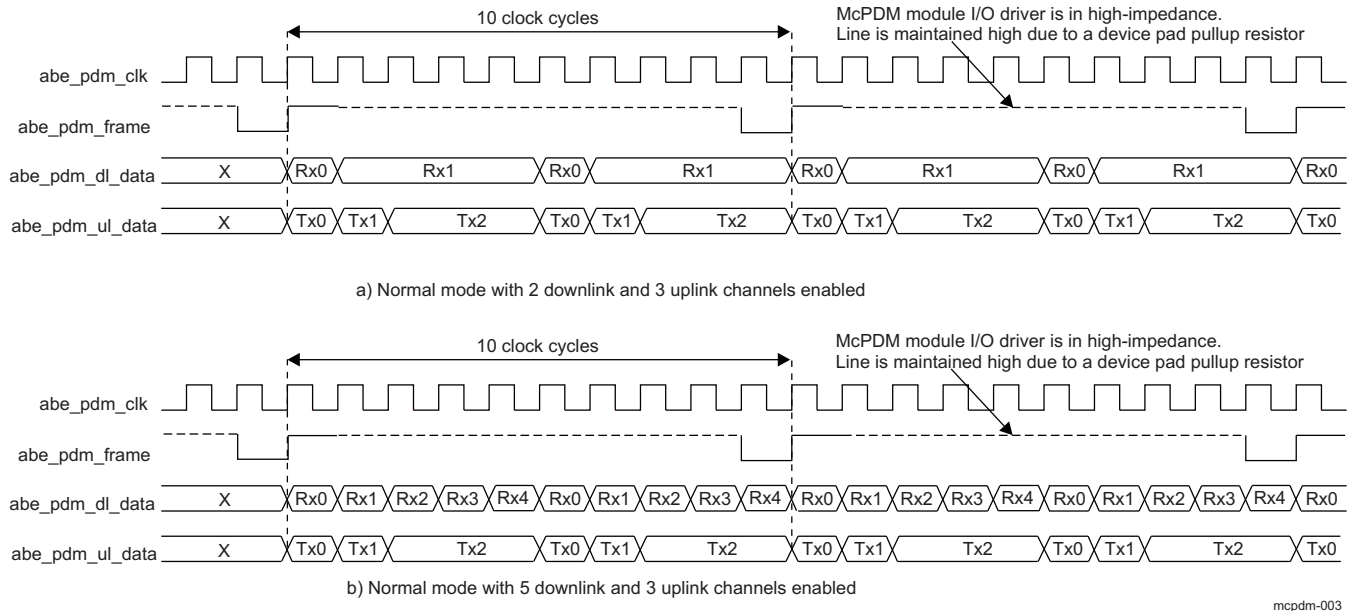 10 clock cycles
McPDM module I/O driver is in high-impedance.
Line is maintained high due to a device pad pullup resistor
abe_pdm_clk
abe_pdm_frame
abe_pdm_dl_data X Rx0 Rx1 Rx0 Rx1 Rx0 Rx1 Rx0 Rx1 Rx0
abe_pdm_ul_data X Tx0 Tx1 Tx2 Tx0 Tx1 Tx2 Tx0 Tx1 Tx2 Tx0 Tx1 Tx2 Tx0
a) Normal mode with 2 downlink and 3 uplink channels enabled
10 clock cycles
McPDM module I/O driver is in high-impedance.
Line is maintained high due to a device pad pullup resistor
abe_pdm_clk
abe_pdm_frame
abe_pdm_dl_data X Rx0 Rx1 Rx2 Rx3 Rx4 Rx0 Rx1 Rx2 Rx3 Rx4 Rx0 Rx1 Rx2 Rx3 Rx4 Rx0 Rx1 Rx2 Rx3 Rx4 Rx0
abe_pdm_ul_data X Tx0 Tx1 Tx2 Tx0 Tx1 Tx2 Tx0 Tx1 Tx2 Tx0 Tx1 Tx2 Tx0
b) Normal mode with 5 downlink and 3 uplink channels enabled
mcpdm-003